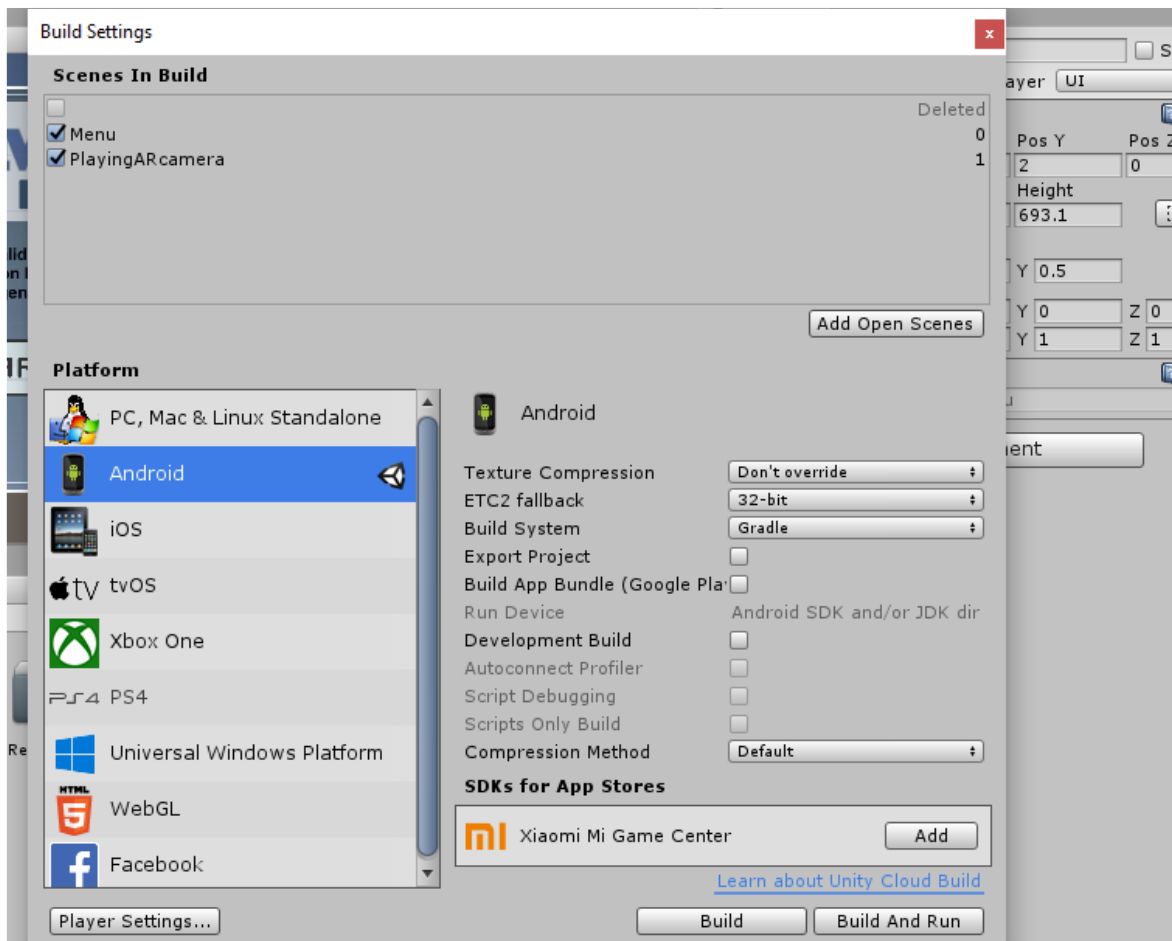 Build Settings
x
S
Scenes In Build
ayer UI
Deleted
Menu 0
Pos Y Pos Z
PlayingARcamera 1
2 0
Height
693.1
Y 0.5
Y 0 Z 0
Add Open Scenes
Y 1 Z 1
Platform
PC, Mac & Linux Standalone
Android
Android
ent
Texture Compression Don't override
ETC2 fallback 32-bit
iOS
Build System Gradle
Export Project
tvOS
Build App Bundle (Google Pla
Run Device Android SDK and/or JDK dir
Xbox One
Development Build
Autoconnect Profiler
PS4 PS4
Script Debugging
Scripts Only Build
Re
Universal Windows Platform
Compression Method Default
SDKs for App Stores
HTML
5
WebGL
Xiaomi Mi Game Center Add
Facebook
Learn about Unity Cloud Build
Player Settings...
Build
Build And Run